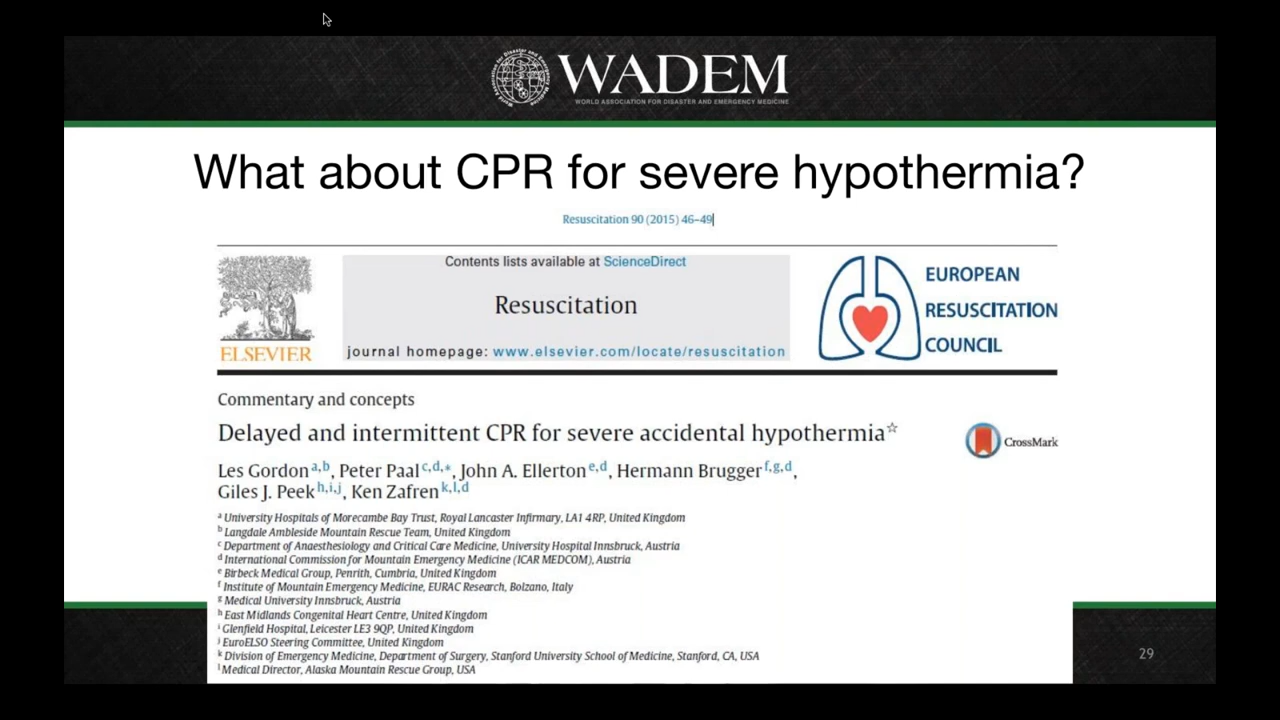 WADEM
WORLD ASSOCIATION FOR DISASTER AND EMERGENCY MEDICINE
What about CPR for severe hypothermia?
Resuscitation 90 (2015) 46–49
Contents lists available at ScienceDirect
Resuscitation
journal homepage: www.elsevier.com/locate/resuscitation
ELSEVIER
EUROPEAN
RESUSCITATION
COUNCIL
Commentary and concepts
Delayed and intermittent CPR for severe accidental hypothermia☆
CrossMark
Les Gordon a,b, Peter Paal c,d,*, John A. Ellerton e,d, Hermann Brugger f,g,d,
Giles J. Peek h,i,j, Ken Zafren k,l,d
a University Hospitals of Morecambe Bay Trust, Royal Lancaster Infirmary, LA1 4RP, United Kingdom
b Langdale Ambleside Mountain Rescue Team, United Kingdom
c Department of Anaesthesiology and Critical Care Medicine, University Hospital Innsbruck, Austria
d International Commission for Mountain Emergency Medicine (ICAR MEDCOM), Austria
e Birbeck Medical Group, Penrith, Cumbria, United Kingdom
f Institute of Mountain Emergency Medicine, EURAC Research, Bolzano, Italy
g Medical University Innsbruck, Austria
h East Midlands Congenital Heart Centre, United Kingdom
i Glenfield Hospital, Leicester LE3 9QP, United Kingdom
j EuroELSO Steering Committee, United Kingdom
k Division of Emergency Medicine, Department of Surgery, Stanford University School of Medicine, Stanford, CA, USA
l Medical Director, Alaska Mountain Rescue Group, USA
29